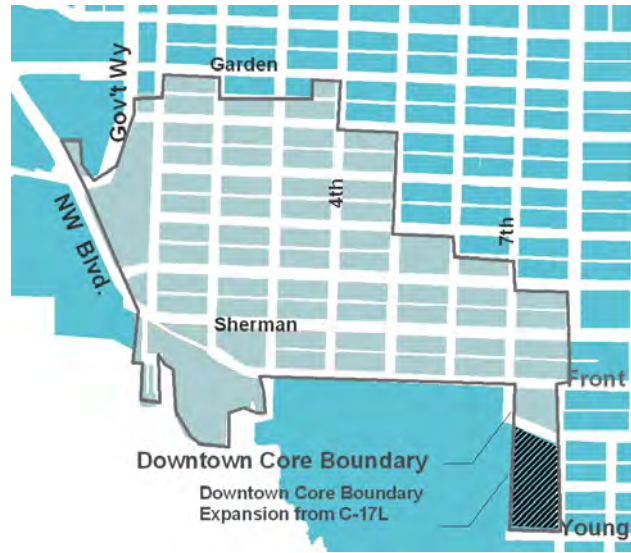 Garden
Gov't Wy
4th
7th
NW Blvd.
Sherman
Front
Downtown Core Boundary
Downtown Core Boundary
Expansion from C-17L
Young